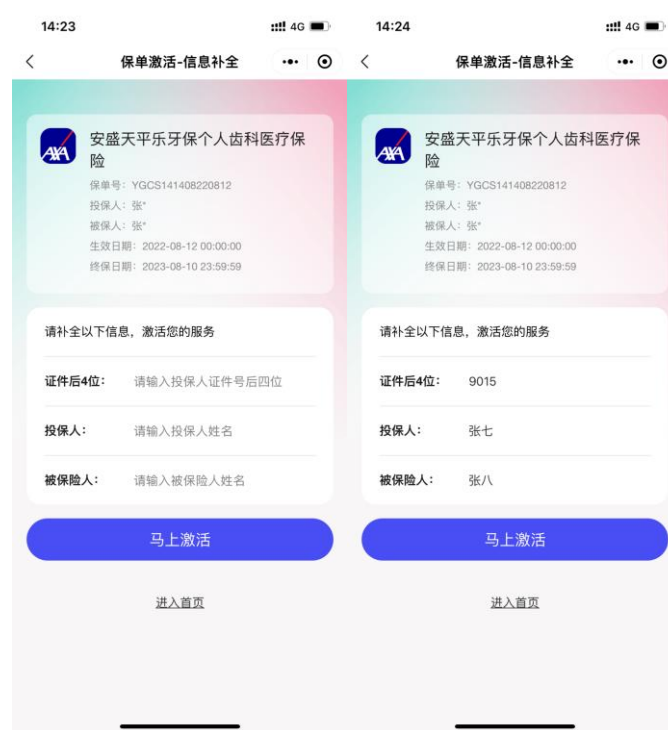 14:23
4G
保单激活-信息补全
AXA
安盛天平乐牙保个人齿科医疗保
险
保单号：YGCS141408220812
投保人：张*
被保人：张*
生效日期：2022-08-12 00:00:00
终保日期：2023-08-10 23:59:59
请补全以下信息，激活您的服务
证件后4位： 请输入投保人证件号后四位
投保人： 请输入投保人姓名
被保险人： 请输入被保险人姓名
马上激活
进入首页
14:24
4G
保单激活-信息补全
AXA
安盛天平乐牙保个人齿科医疗保
险
保单号：YGCS141408220812
投保人：张*
被保人：张*
生效日期：2022-08-12 00:00:00
终保日期：2023-08-10 23:59:59
请补全以下信息，激活您的服务
证件后4位： 9015
投保人： 张七
被保险人： 张八
马上激活
进入首页